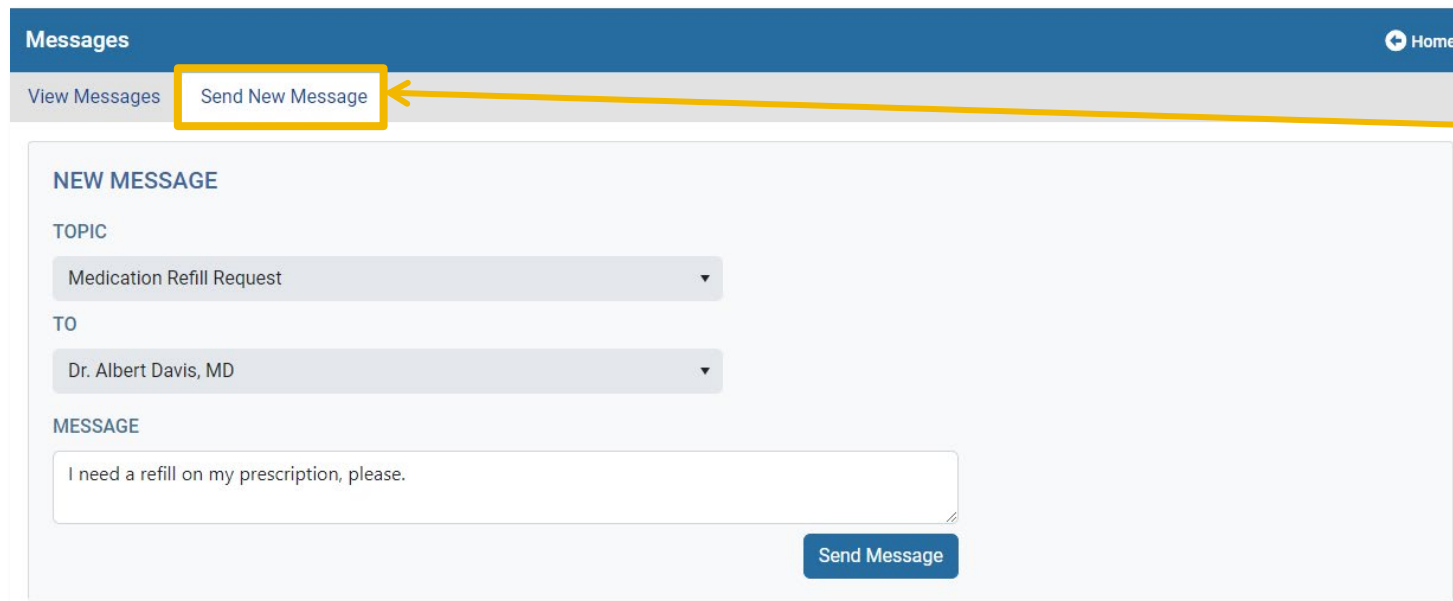 Messages
Home
View Messages Send New Message
NEW MESSAGE
TOPIC
Medication Refill Request
TO
Dr. Albert Davis, MD
MESSAGE
I need a refill on my prescription, please.
Send Message